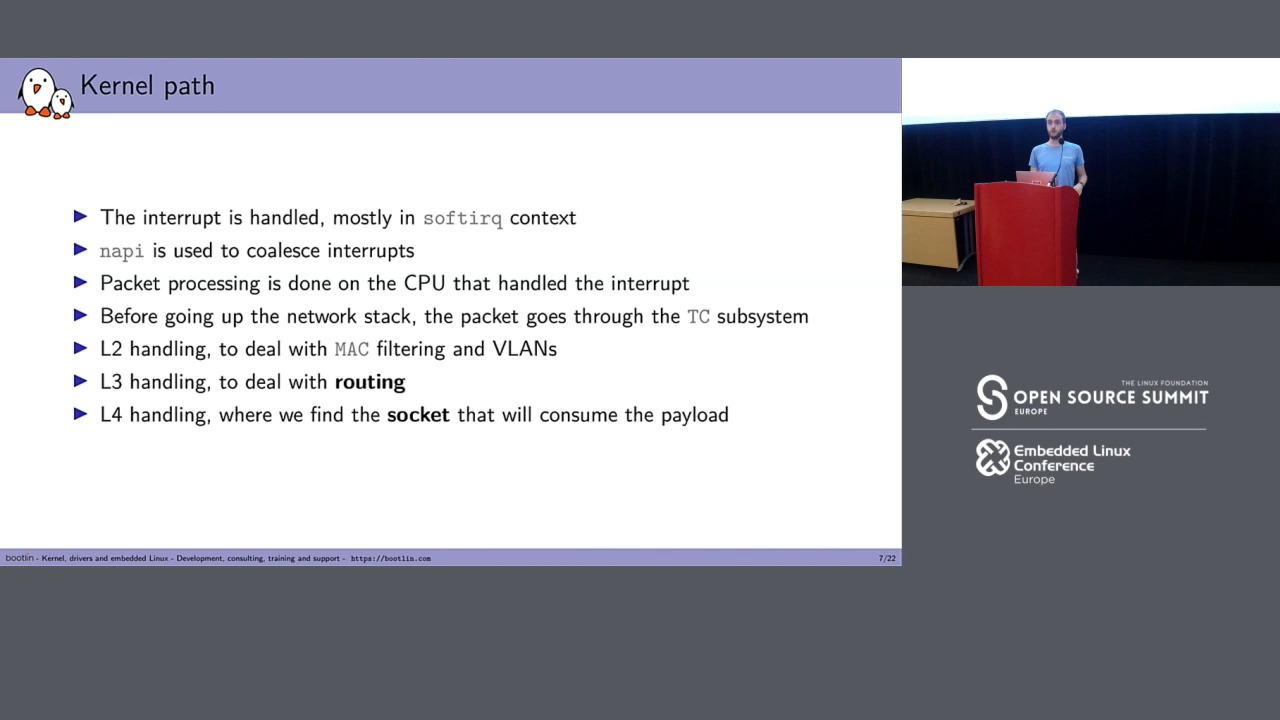 Kernel path
The interrupt is handled, mostly in softirq context
napi is used to coalesce interrupts
Packet processing is done on the CPU that handled the interrupt
Before going up the network stack, the packet goes through the TC subsystem
L2 handling, to deal with MAC filtering and VLANs
L3 handling, to deal with routing
L4 handling, where we find the socket that will consume the payload
bootlin - Kernel, drivers and embedded Linux - Development, consulting, training and support - https://bootlin.com
7/22
THE LINUX FOUNDATION
OPEN SOURCE SUMMIT
EUROPE
Embedded Linux
Conference
Europe